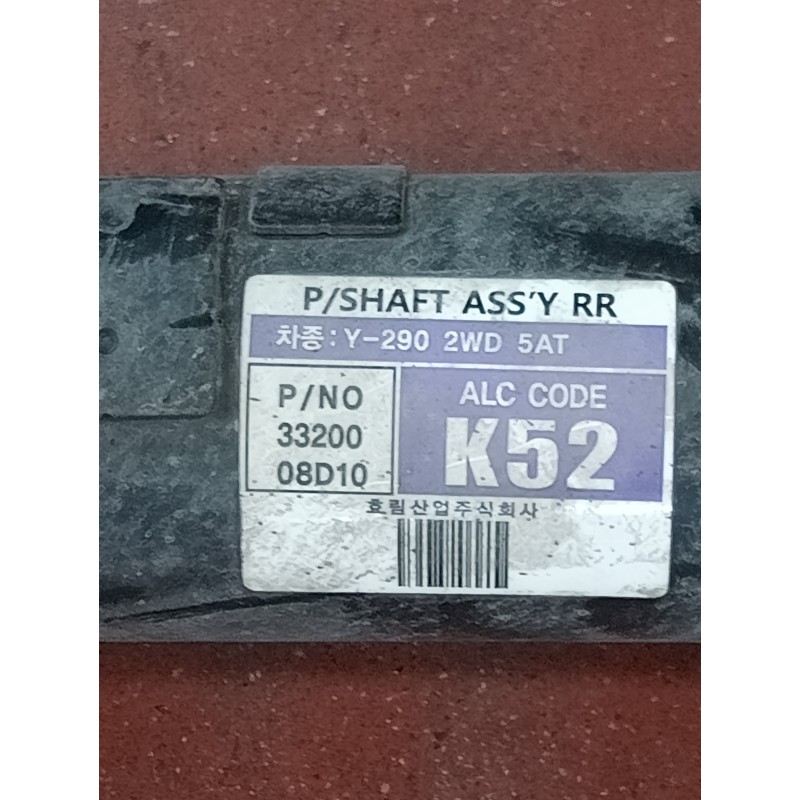 P/SHAFT ASS'Y RR
차종: Y-290 2WD 5AT
P/NO
33200
08D10
ALC CODE
K52
효림산업주식회사